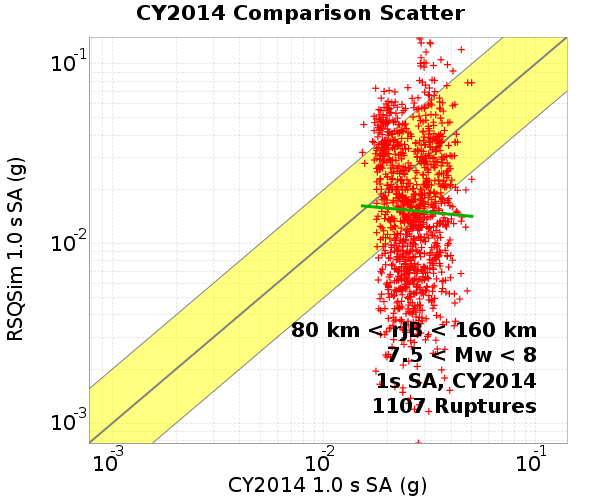 CY2014 Comparison Scatter
RSQSim 1.0 s SA (g)
10-1
10-2
10-3
80 km < rJB < 160 km
7.5 < Mw < 8
1s SA, CY2014
1107 Ruptures
10-3
10-2
10-1
CY2014 1.0 s SA (g)